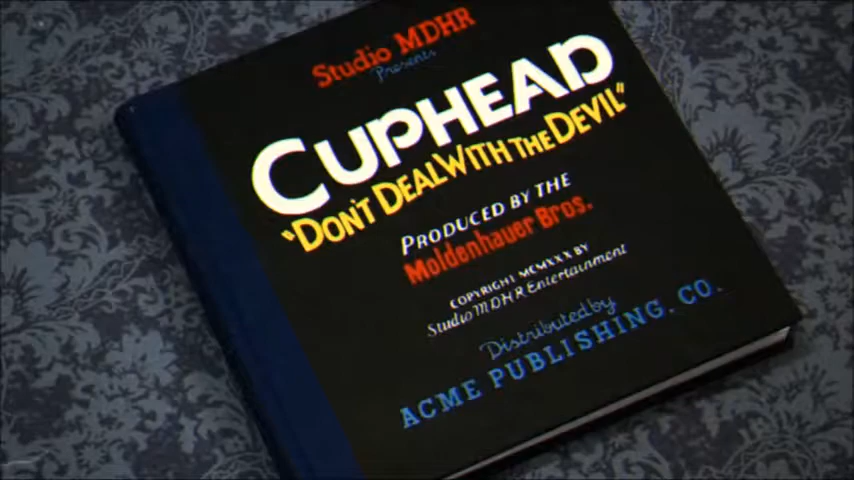 Studio MDHR
Presents
CUPHEAD
"DON'T DEAL WITH THE DEVIL"
PRODUCED BY THE
Moldenhauer Bros.
COPYRIGHT MCMXXX BY
Studio MDHR Entertainment
Distributed by
ACME PUBLISHING. CO.